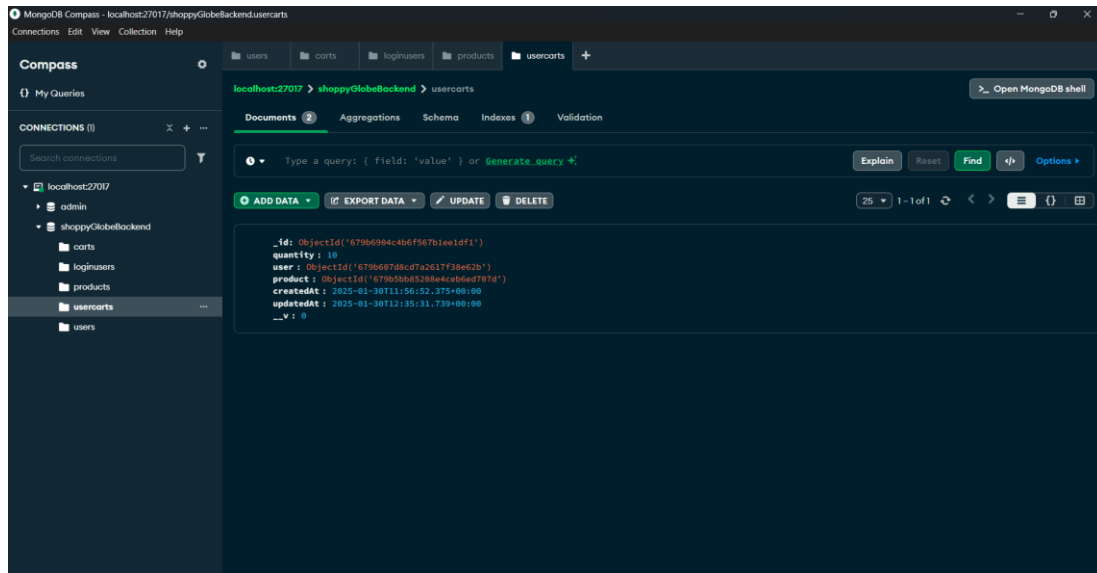 MongoDB Compass - localhost:27017/shoppyGlobeBackend.usercarts
Connections Edit View Collection Help
Compass
{} My Queries
CONNECTIONS (1)
Search connections
localhost:27017
admin
shoppyGlobeBackend
carts
loginusers
products
usercarts
users
users carts loginusers products usercarts +
localhost:27017 > shoppyGlobeBackend > usercarts
>_ Open MongoDB shell
Documents 2 Aggregations Schema Indexes 1 Validation
Type a query: { field: 'value' } or Generate query
Explain Reset Find </> Options
ADD DATA EXPORT DATA UPDATE DELETE
25 1-1 of 1
_id: ObjectId('679b6904c4b6f567b1ee1df1')
quantity : 10
user : ObjectId('679b607d8cd7a2617f38e62b')
product : ObjectId('679b5bb85208e4ceb6ed707d')
createdAt : 2025-01-30T11:56:52.375+00:00
updatedAt : 2025-01-30T12:35:31.739+00:00
__v : 0